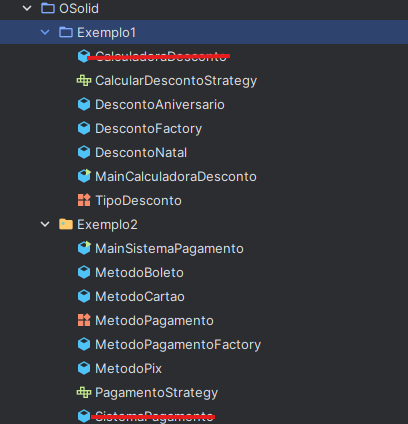 OSolid
Exemplo1
CalculadoraDesconto
CalcularDescontoStrategy
DescontoAniversario
DescontoFactory
DescontoNatal
MainCalculadoraDesconto
TipoDesconto
Exemplo2
MainSistemaPagamento
MetodoBoleto
MetodoCartao
MetodoPagamento
MetodoPagamentoFactory
MetodoPix
PagamentoStrategy
SistemaPagamento